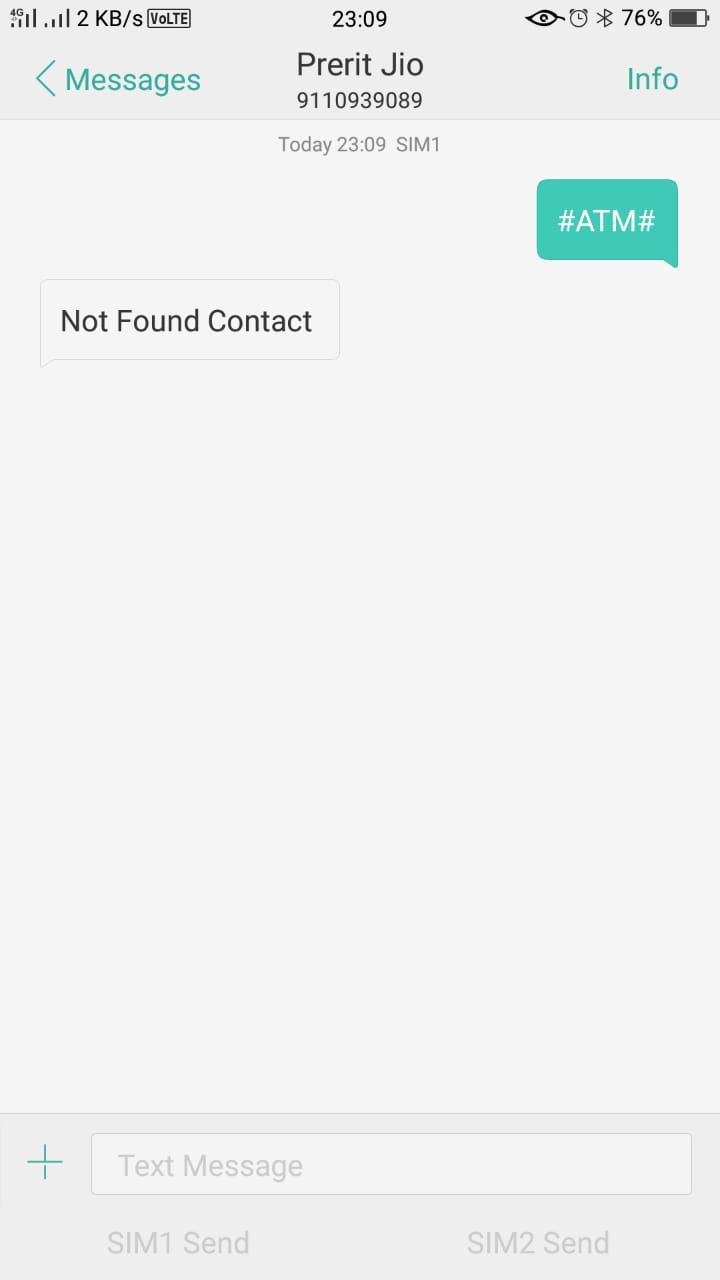 4G 2 KB/s VoLTE 23:09 76%
Messages Prerit Jio Info
9110939089
Today 23:09 SIM1
#ATM#
Not Found Contact
Text Message
SIM1 Send SIM2 Send